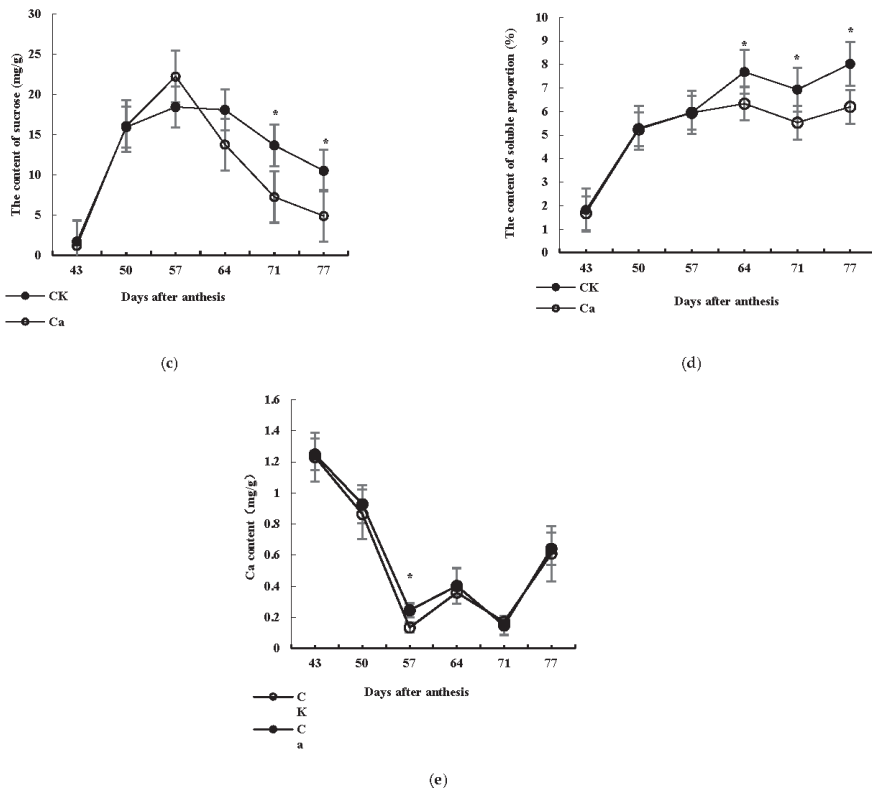 The content of sucrose (mg/g)
30
25
20
15
10
5
0
*
*
43 50 57 64 71 77
Days after anthesis
CK
Ca
(c)
The content of soluble proportion (%)
10
9
8
7
6
5
4
3
2
1
0
*
*
*
43 50 57 64 71 77
Days after anthesis
CK
Ca
(d)
Ca content (mg/g)
1.6
1.4
1.2
1
0.8
0.6
0.4
0.2
0
*
43 50 57 64 71 77
Days after anthesis
C
K
C
a
(e)